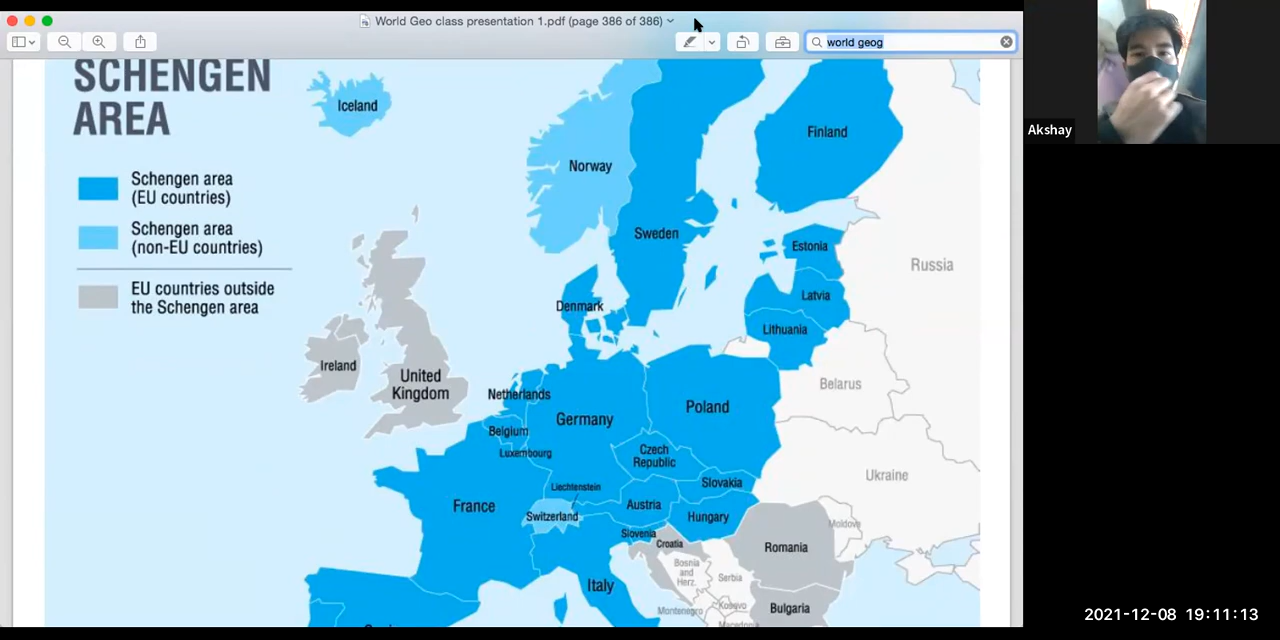 World Geo class presentation 1.pdf (page 386 of 386)
world geog
Akshay
SCHENGEN
AREA
Schengen area
(EU countries)
Schengen area
(non-EU countries)
EU countries outside
the Schengen area
Iceland
Norway
Finland
Sweden
Estonia
Russia
Latvia
Denmark
Lithuania
Ireland
United
Kingdom
Belarus
Netherlands
Germany
Poland
Belgium
Luxembourg
Czech
Republic
Ukraine
Slovakia
Liechtenstein
France
Switzerland
Austria
Hungary
Slovenia
Croatia
Moldova
Romania
Bosnia
and
Herz.
Serbia
Italy
Montenegro
Kosovo
Bulgaria
2021-12-08 19:11:13